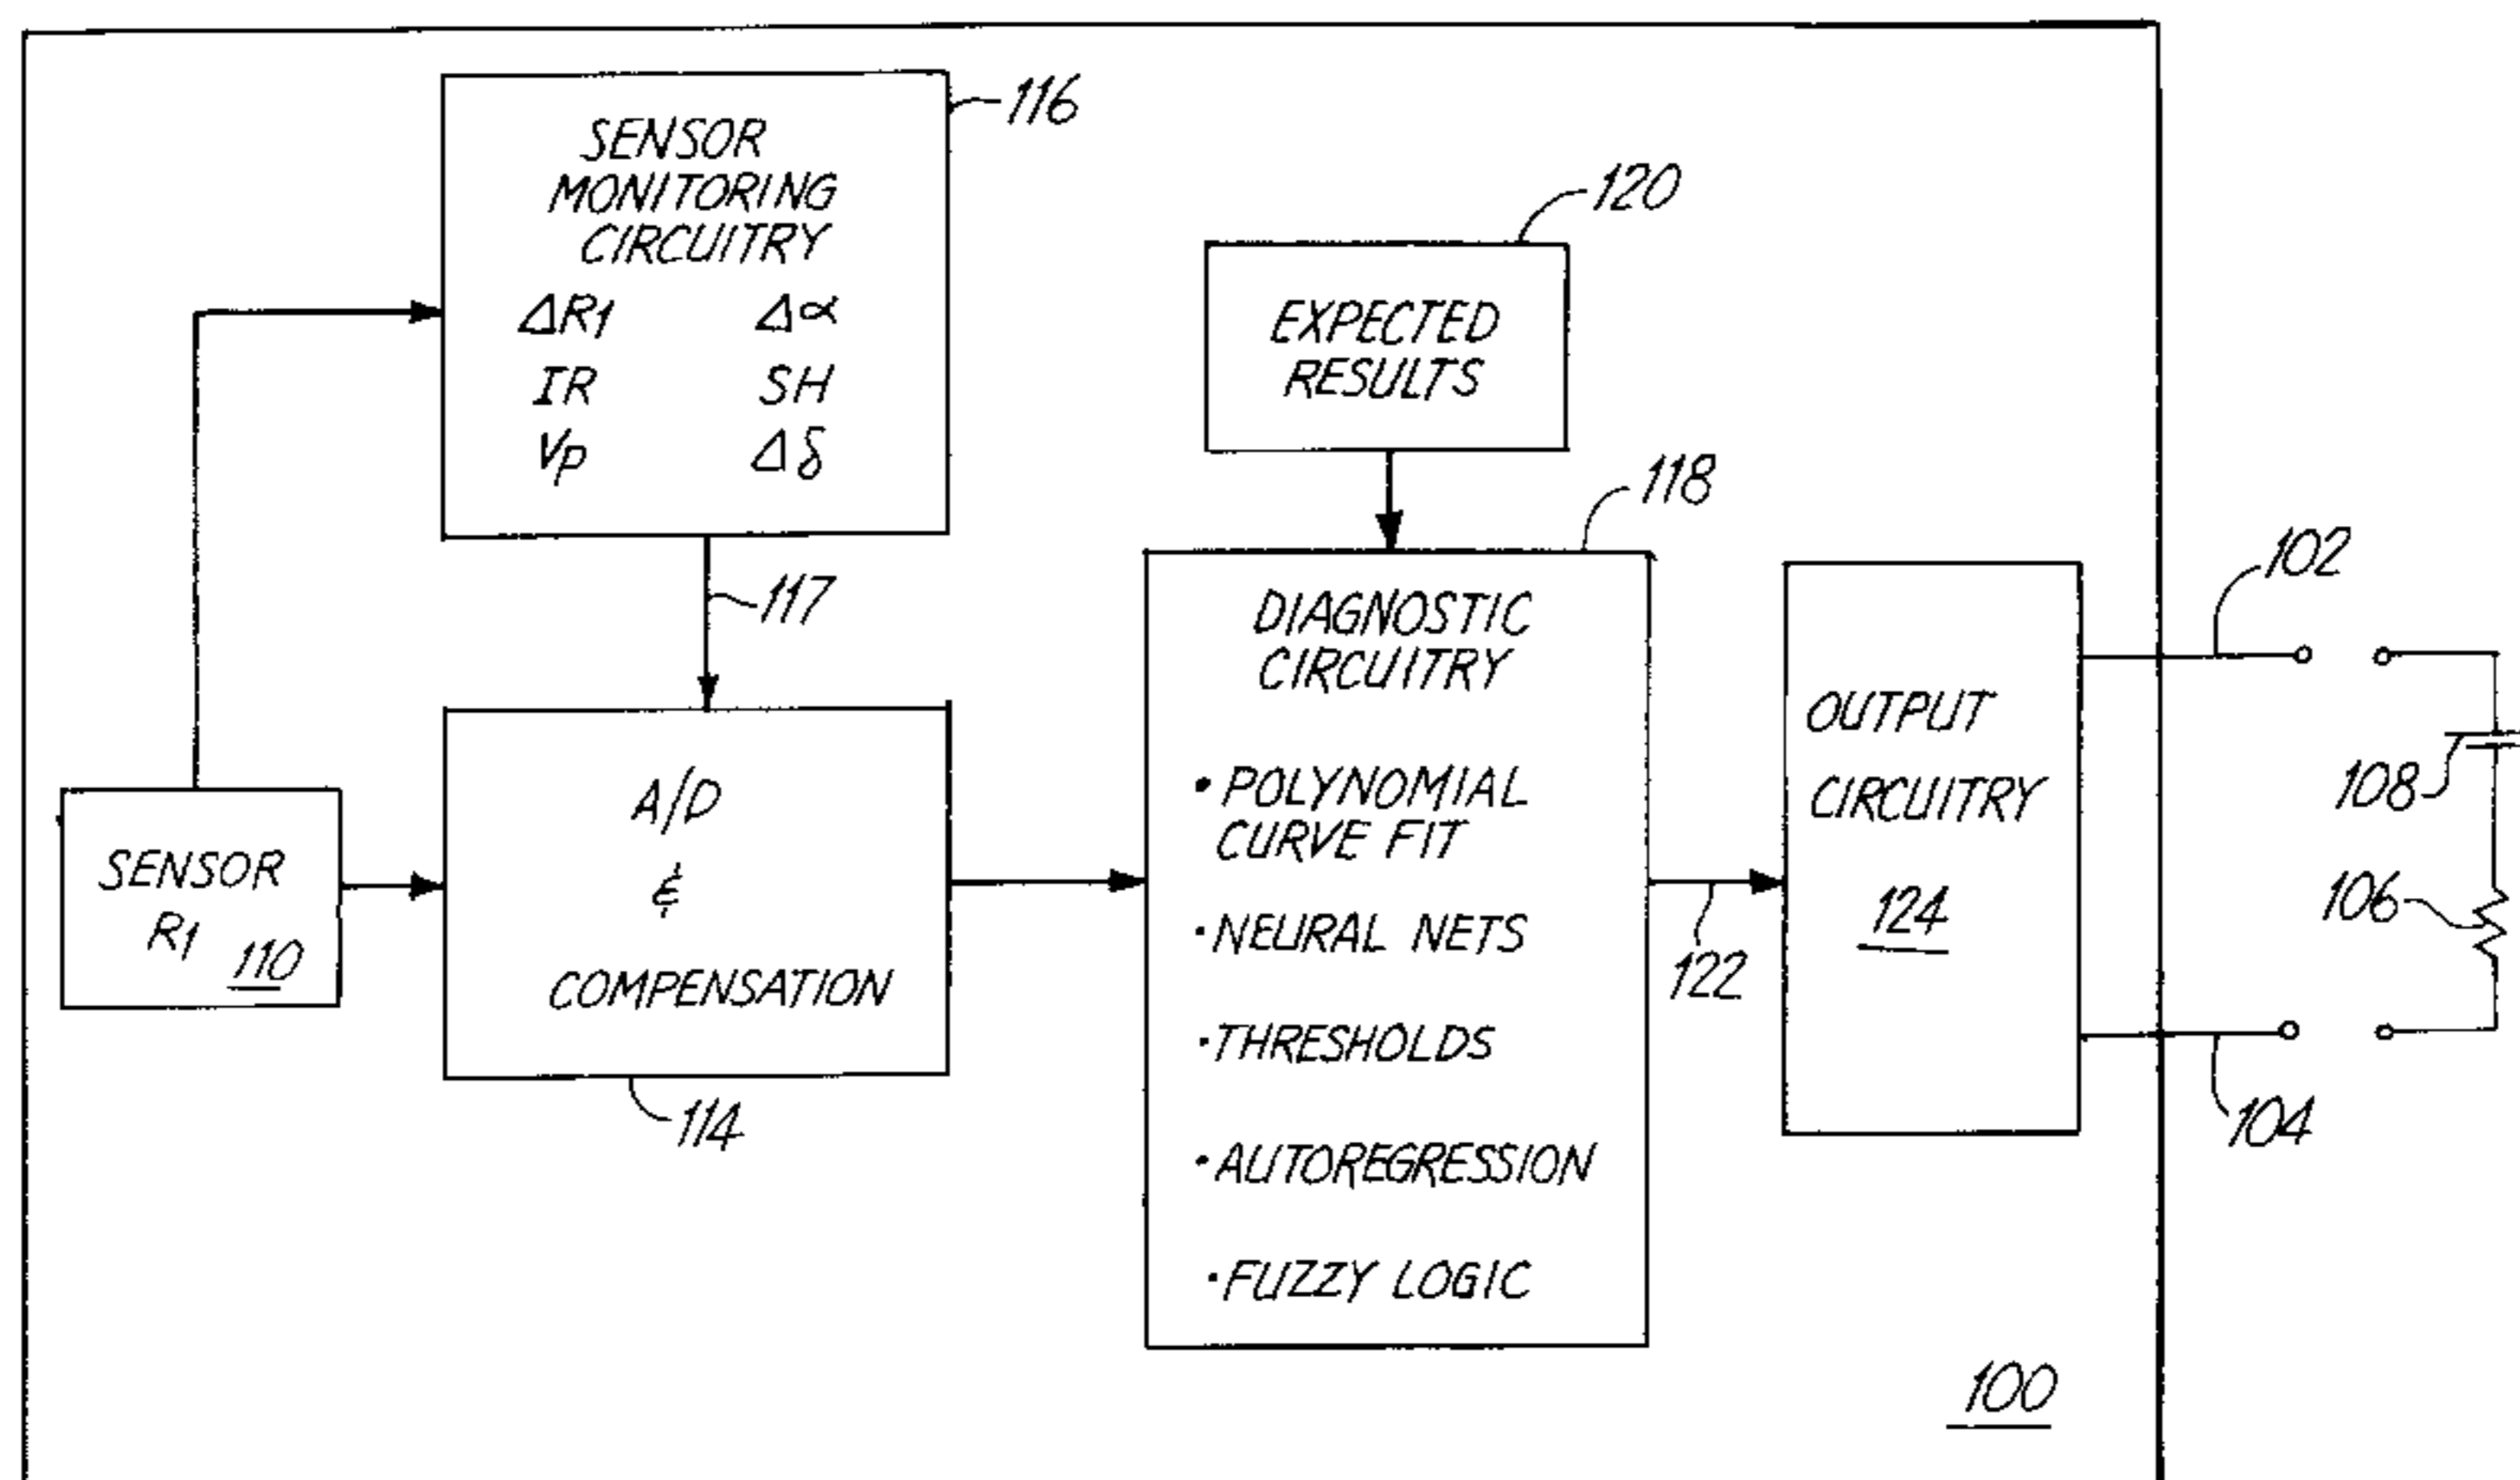 116
SENSOR
MONITORING
CIRCUITRY
ΔR1 Δα
IR SH
Vp Δδ
117
120
EXPECTED
RESULTS
118
DIAGNOSTIC
CIRCUITRY
• POLYNOMIAL
CURVE FIT
• NEURAL NETS
• THRESHOLDS
• AUTOREGRESSION
• FUZZY LOGIC
SENSOR
R1 110
A/D
&
COMPENSATION
114
122
OUTPUT
CIRCUITRY
124
102
108
106
104
100